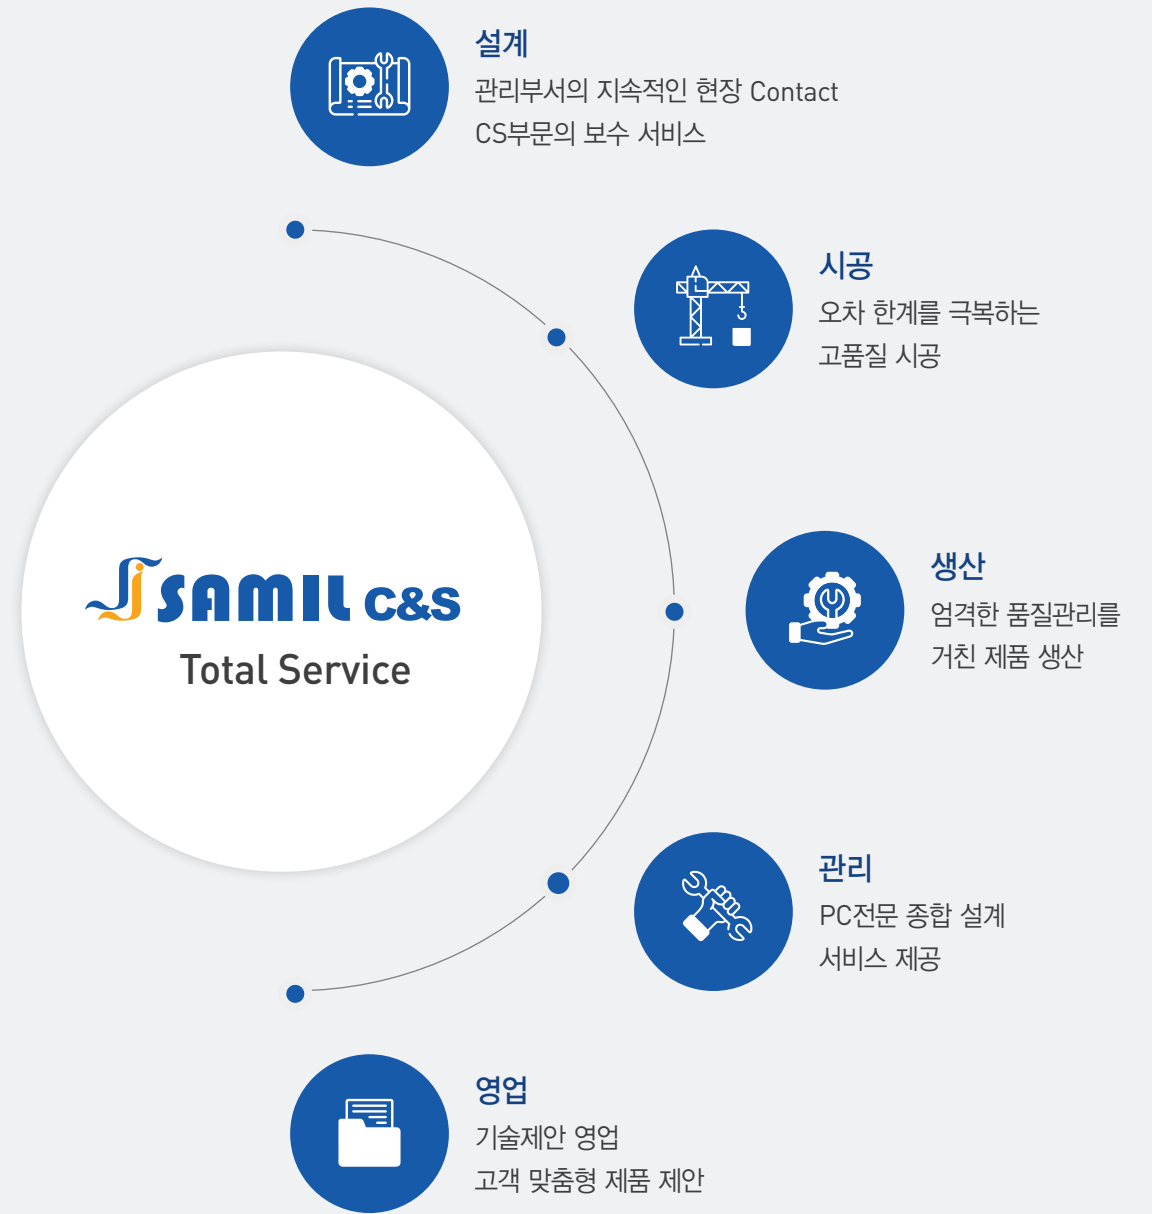 설계
관리부서의 지속적인 현장 Contact
CS부문의 보수 서비스
시공
오차 한계를 극복하는
고품질 시공
SAMIL C&S
Total Service
생산
엄격한 품질관리를
거친 제품 생산
관리
PC전문 종합 설계
서비스 제공
영업
기술제안 영업
고객 맞춤형 제품 제안